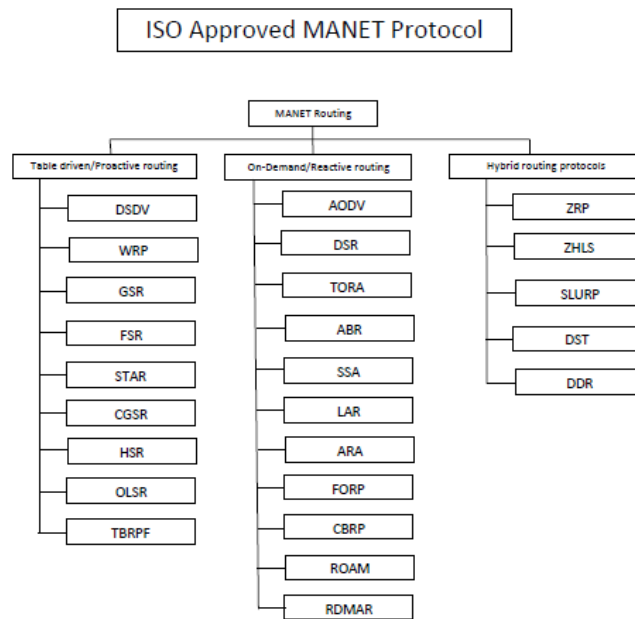 ISO Approved MANET Protocol
MANET Routing
Table driven/Proactive routing
DSDV
WRP
GSR
FSR
STAR
CGSR
HSR
OLSR
TBRPF
On-Demand/Reactive routing
AODV
DSR
TORA
ABR
SSA
LAR
ARA
FORP
CBRP
ROAM
RDMAR
Hybrid routing protocols
ZRP
ZHLS
SLURP
DST
DDR